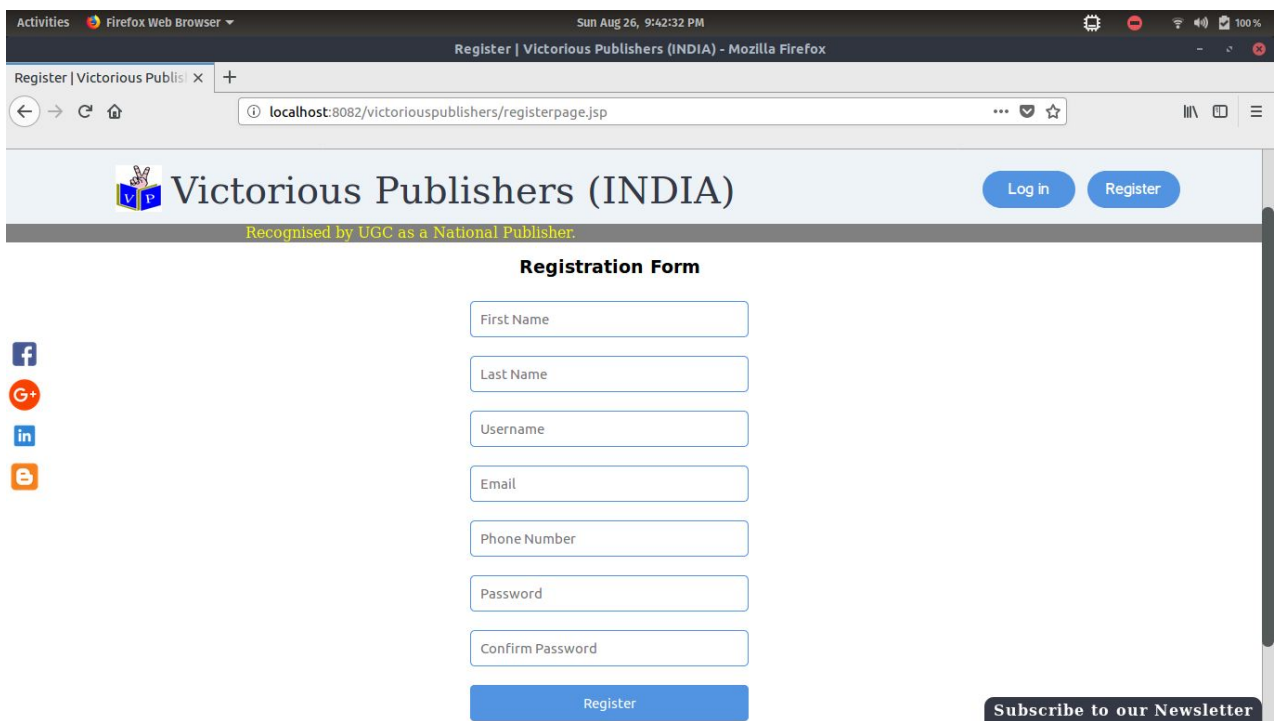 Activities Firefox Web Browser Sun Aug 26, 9:42:32 PM 100 %
Register | Victorious Publishers (INDIA) - Mozilla Firefox
Register | Victorious Publis
localhost:8082/victoriouspublishers/registerpage.jsp
V P Victorious Publishers (INDIA) Log in Register
Recognised by UGC as a National Publisher.
Registration Form
First Name
Last Name
Username
Email
Phone Number
Password
Confirm Password
Register
f
G+
in
Subscribe to our Newsletter